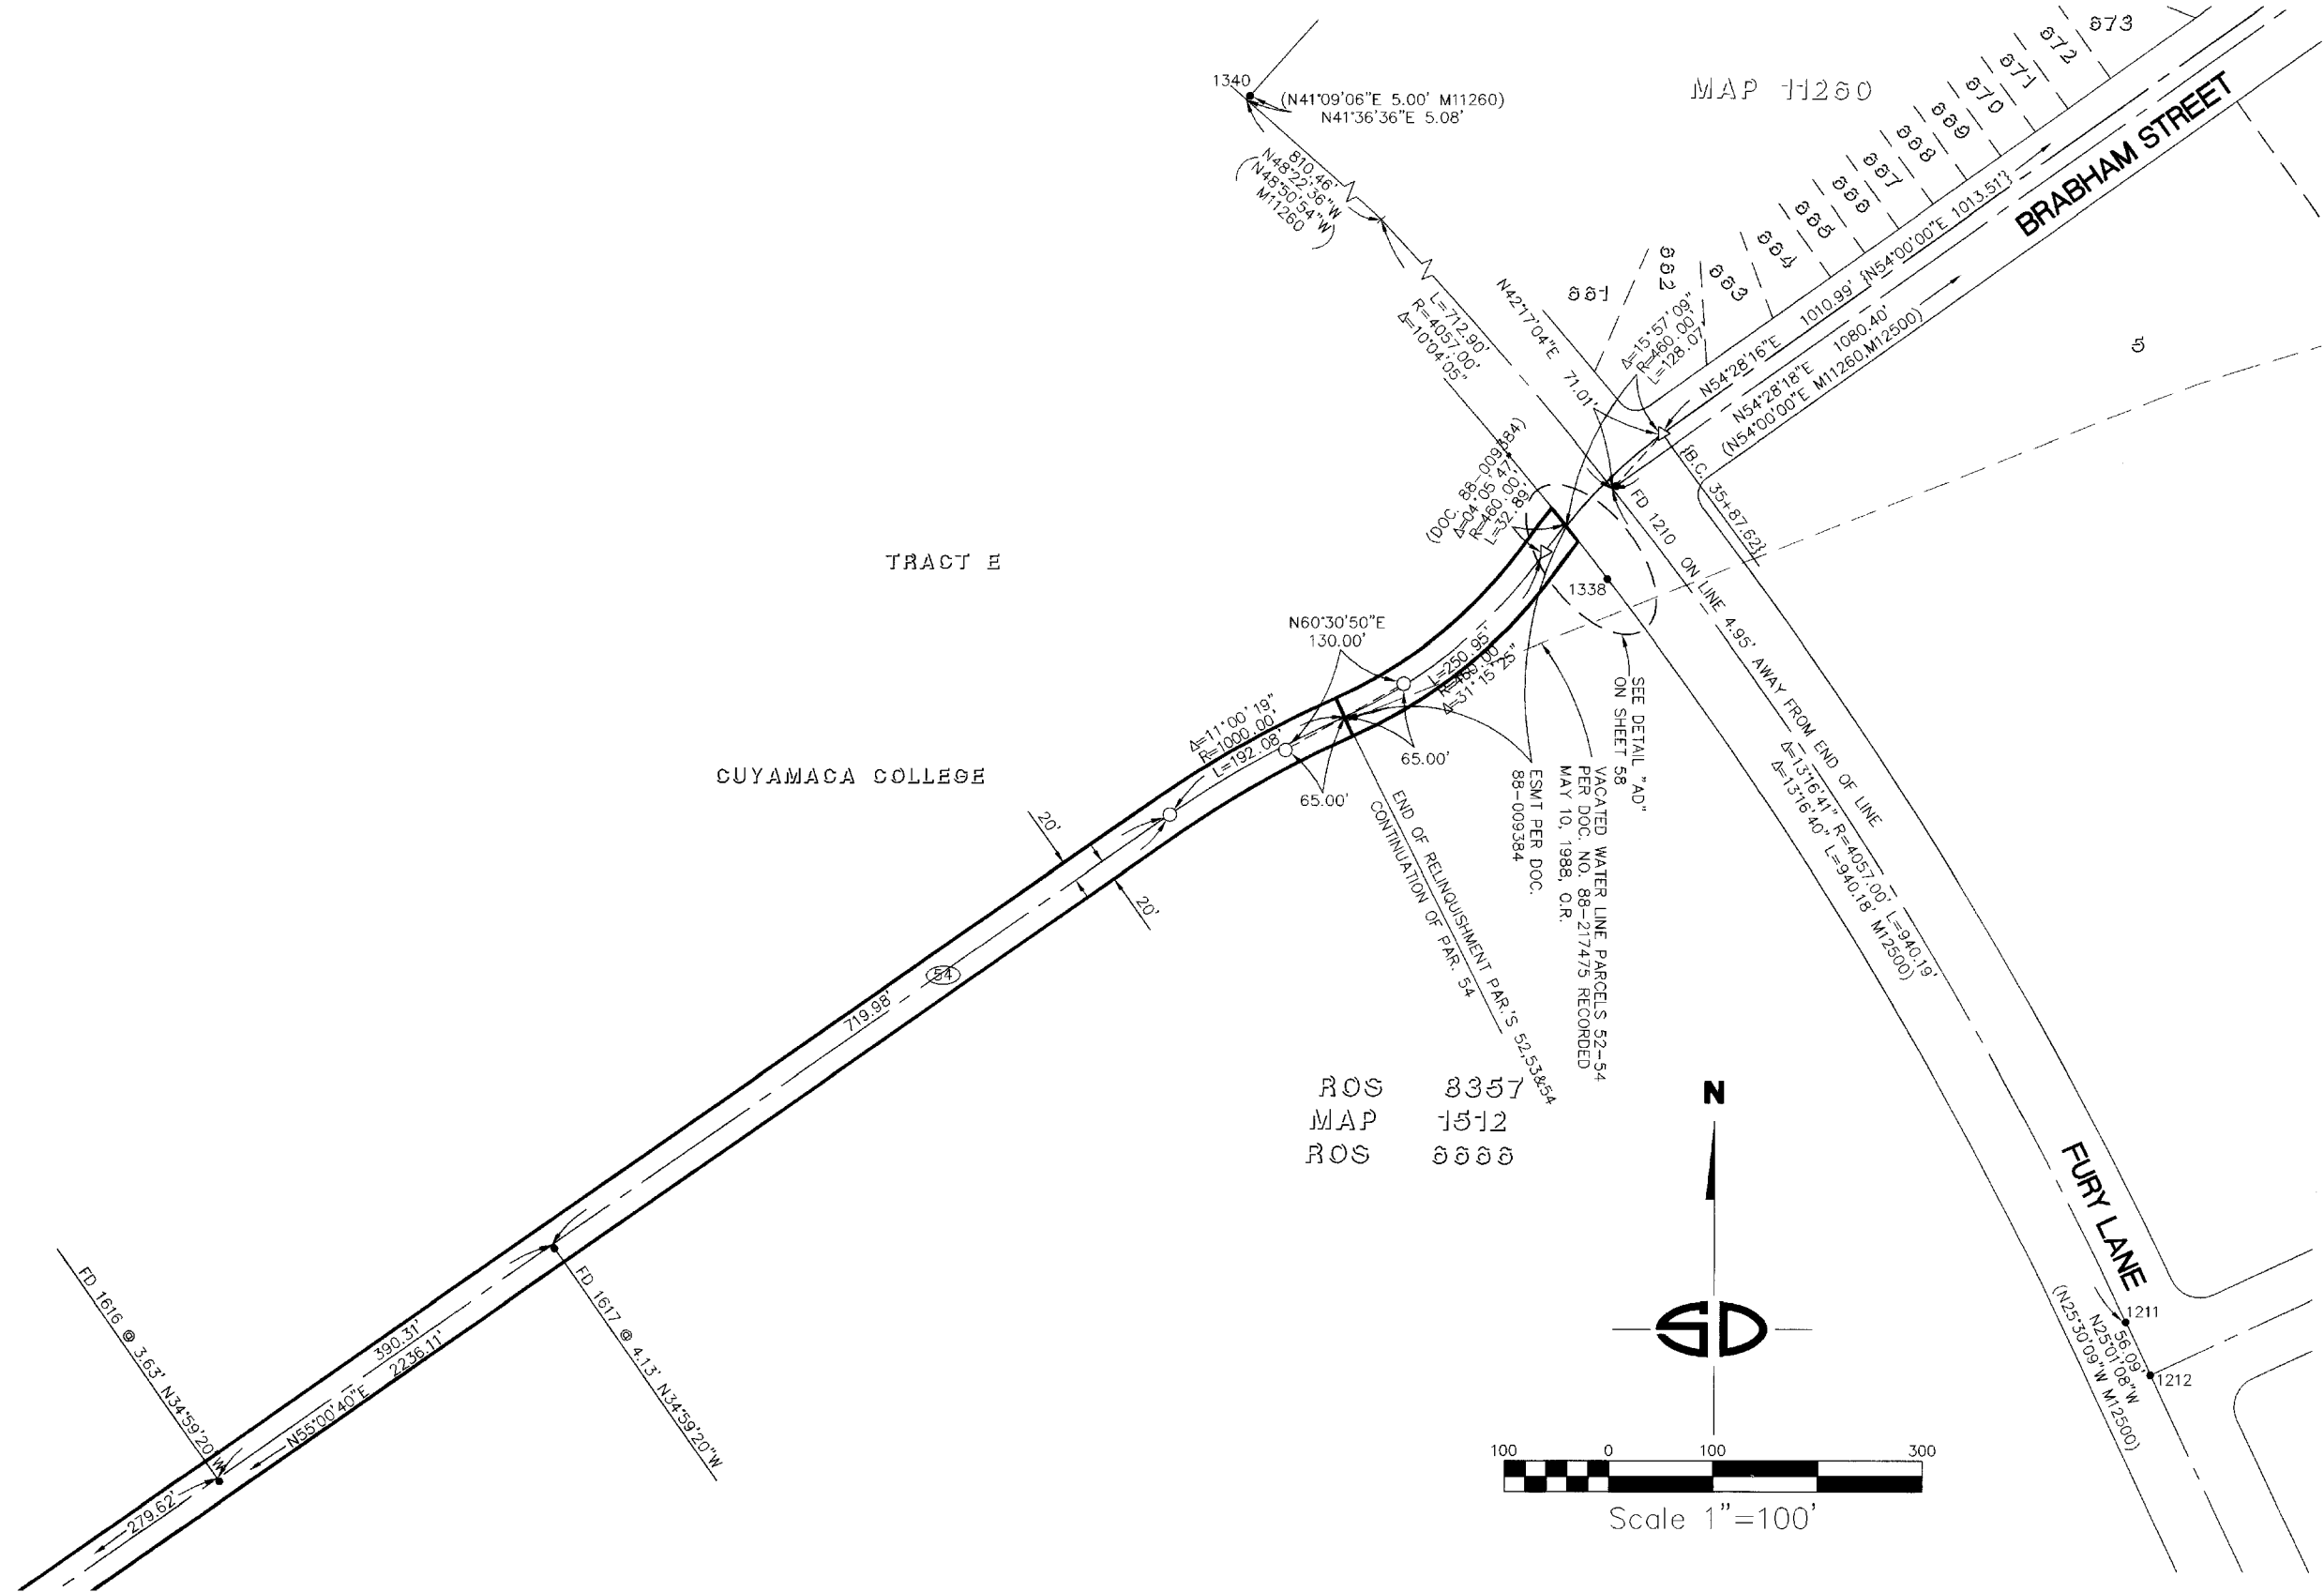 1340
(N41°09'06"E 5.00' M11260)
N41°36'36"E 5.08'
MAP 11260
873
872
871
870
BRABHAM STREET
810.46'
N48°22'36"W
(N48°50'54"W)
M11260
L=712.90'
R=4057.00'
Δ=10°04'05"
N42°17'04"E 71.01'
Δ=15°57'09"
R=460.00'
L=128.07'
N54°28'16"E 1010.99' {N54°00'00"E 1013.51'}
N54°28'18"E 1080.40'
(N54°00'00"E M11260,M12500)
5
(DOC. 88-009384)
Δ=04°05'47"
R=460.00'
L=32.89'
{B.C. 35+87.62}
FD 1210 ON LINE 4.95' AWAY FROM END OF LINE
1338
TRACT E
N60°30'50"E
130.00'
L=250.95'
R=460.00'
Δ=31°15'25"
SEE DETAIL "AD"
ON SHEET 58
Δ=11°00'19"
R=1000.00'
L=192.08'
CUYAMACA COLLEGE
65.00'
65.00'
VACATED WATER LINE PARCELS 52-54
PER DOC. NO. 88-217475 RECORDED
MAY 10, 1988, O.R.
ESMT PER DOC.
88-009384
END OF RELINQUISHMENT PAR.'S 52,53&54
CONTINUATION OF PAR. 54
Δ=13°16'41" R=4057.00' L=940.19'
Δ=13°16'40" L=940.18' M12500)
20'
20'
54
719.98'
ROS 8357
MAP 1512
N
FURY LANE
FD 1616 @ 3.63' N34°59'20"W
FD 1617 @ 4.13' N34°59'20"W
390.31'
N55°00'40"E 2236.11'
279.62'
1211
56.09'
N25°01'08"W
(N25°30'09"W M12500)
1212
SD
100 0 100 300
Scale 1"=100'